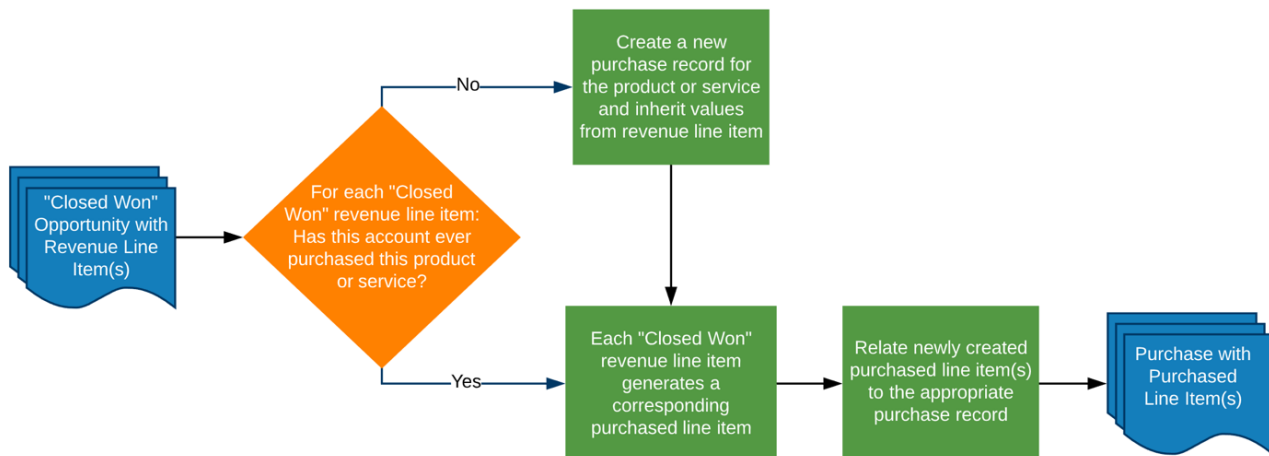 "Closed Won"
Opportunity with
Revenue Line
Item(s)
For each "Closed
Won" revenue line item:
Has this account ever
purchased this product
or service?
No
Create a new
purchase record for
the product or service
and inherit values
from revenue line item
Yes
Each "Closed Won"
revenue line item
generates a
corresponding
purchased line item
Relate newly created
purchased line item(s)
to the appropriate
purchase record
Purchase with
Purchased
Line Item(s)